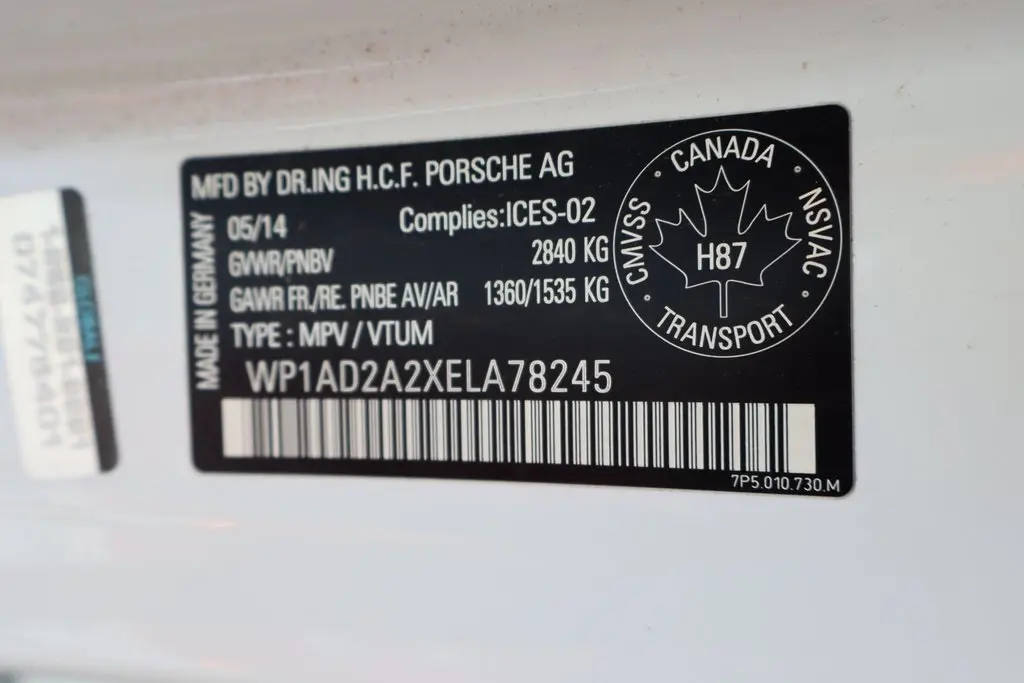 MFD BY DR.ING H.C.F. PORSCHE AG
05/14 Complies:ICES-02
GVWR/PNBV 2840 KG
GAWR FR./RE. PNBE AV/AR 1360/1535 KG
TYPE : MPV / VTUM
WP1AD2A2XELA78245
7P5.010.730.M
MADE IN GERMANY
CANADA
CMVSS
NSVAC
H87
TRANSPORT